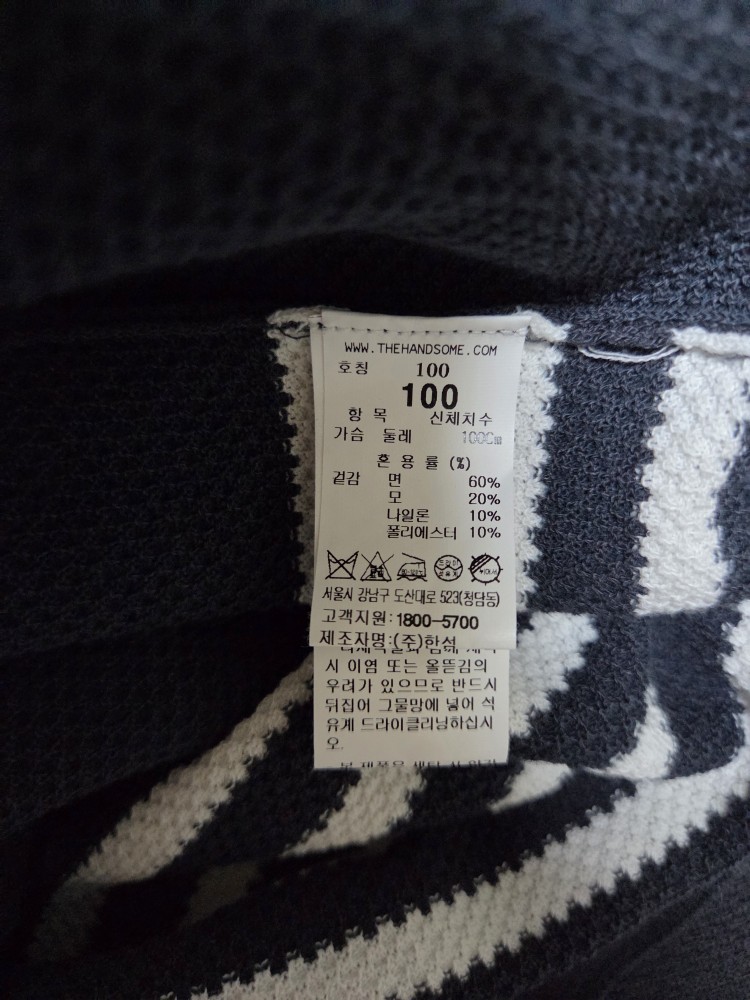 WWW.THEHANDSOME.COM
호칭 100
100
항 목 신체치수
가슴 둘레
혼 용 률 (%)
겉감 면 60%
모 20%
나일론 10%
폴리에스터 10%
서울시 강남구 도산대로 523(청담동)
고객지원: 1800-5700
제조자명:(주)한섬
시 이염 또는 올뜯김의
우려가 있으므로 반드시
뒤집어 그물망에 넣어 석
유계 드라이클리닝하십시
오.